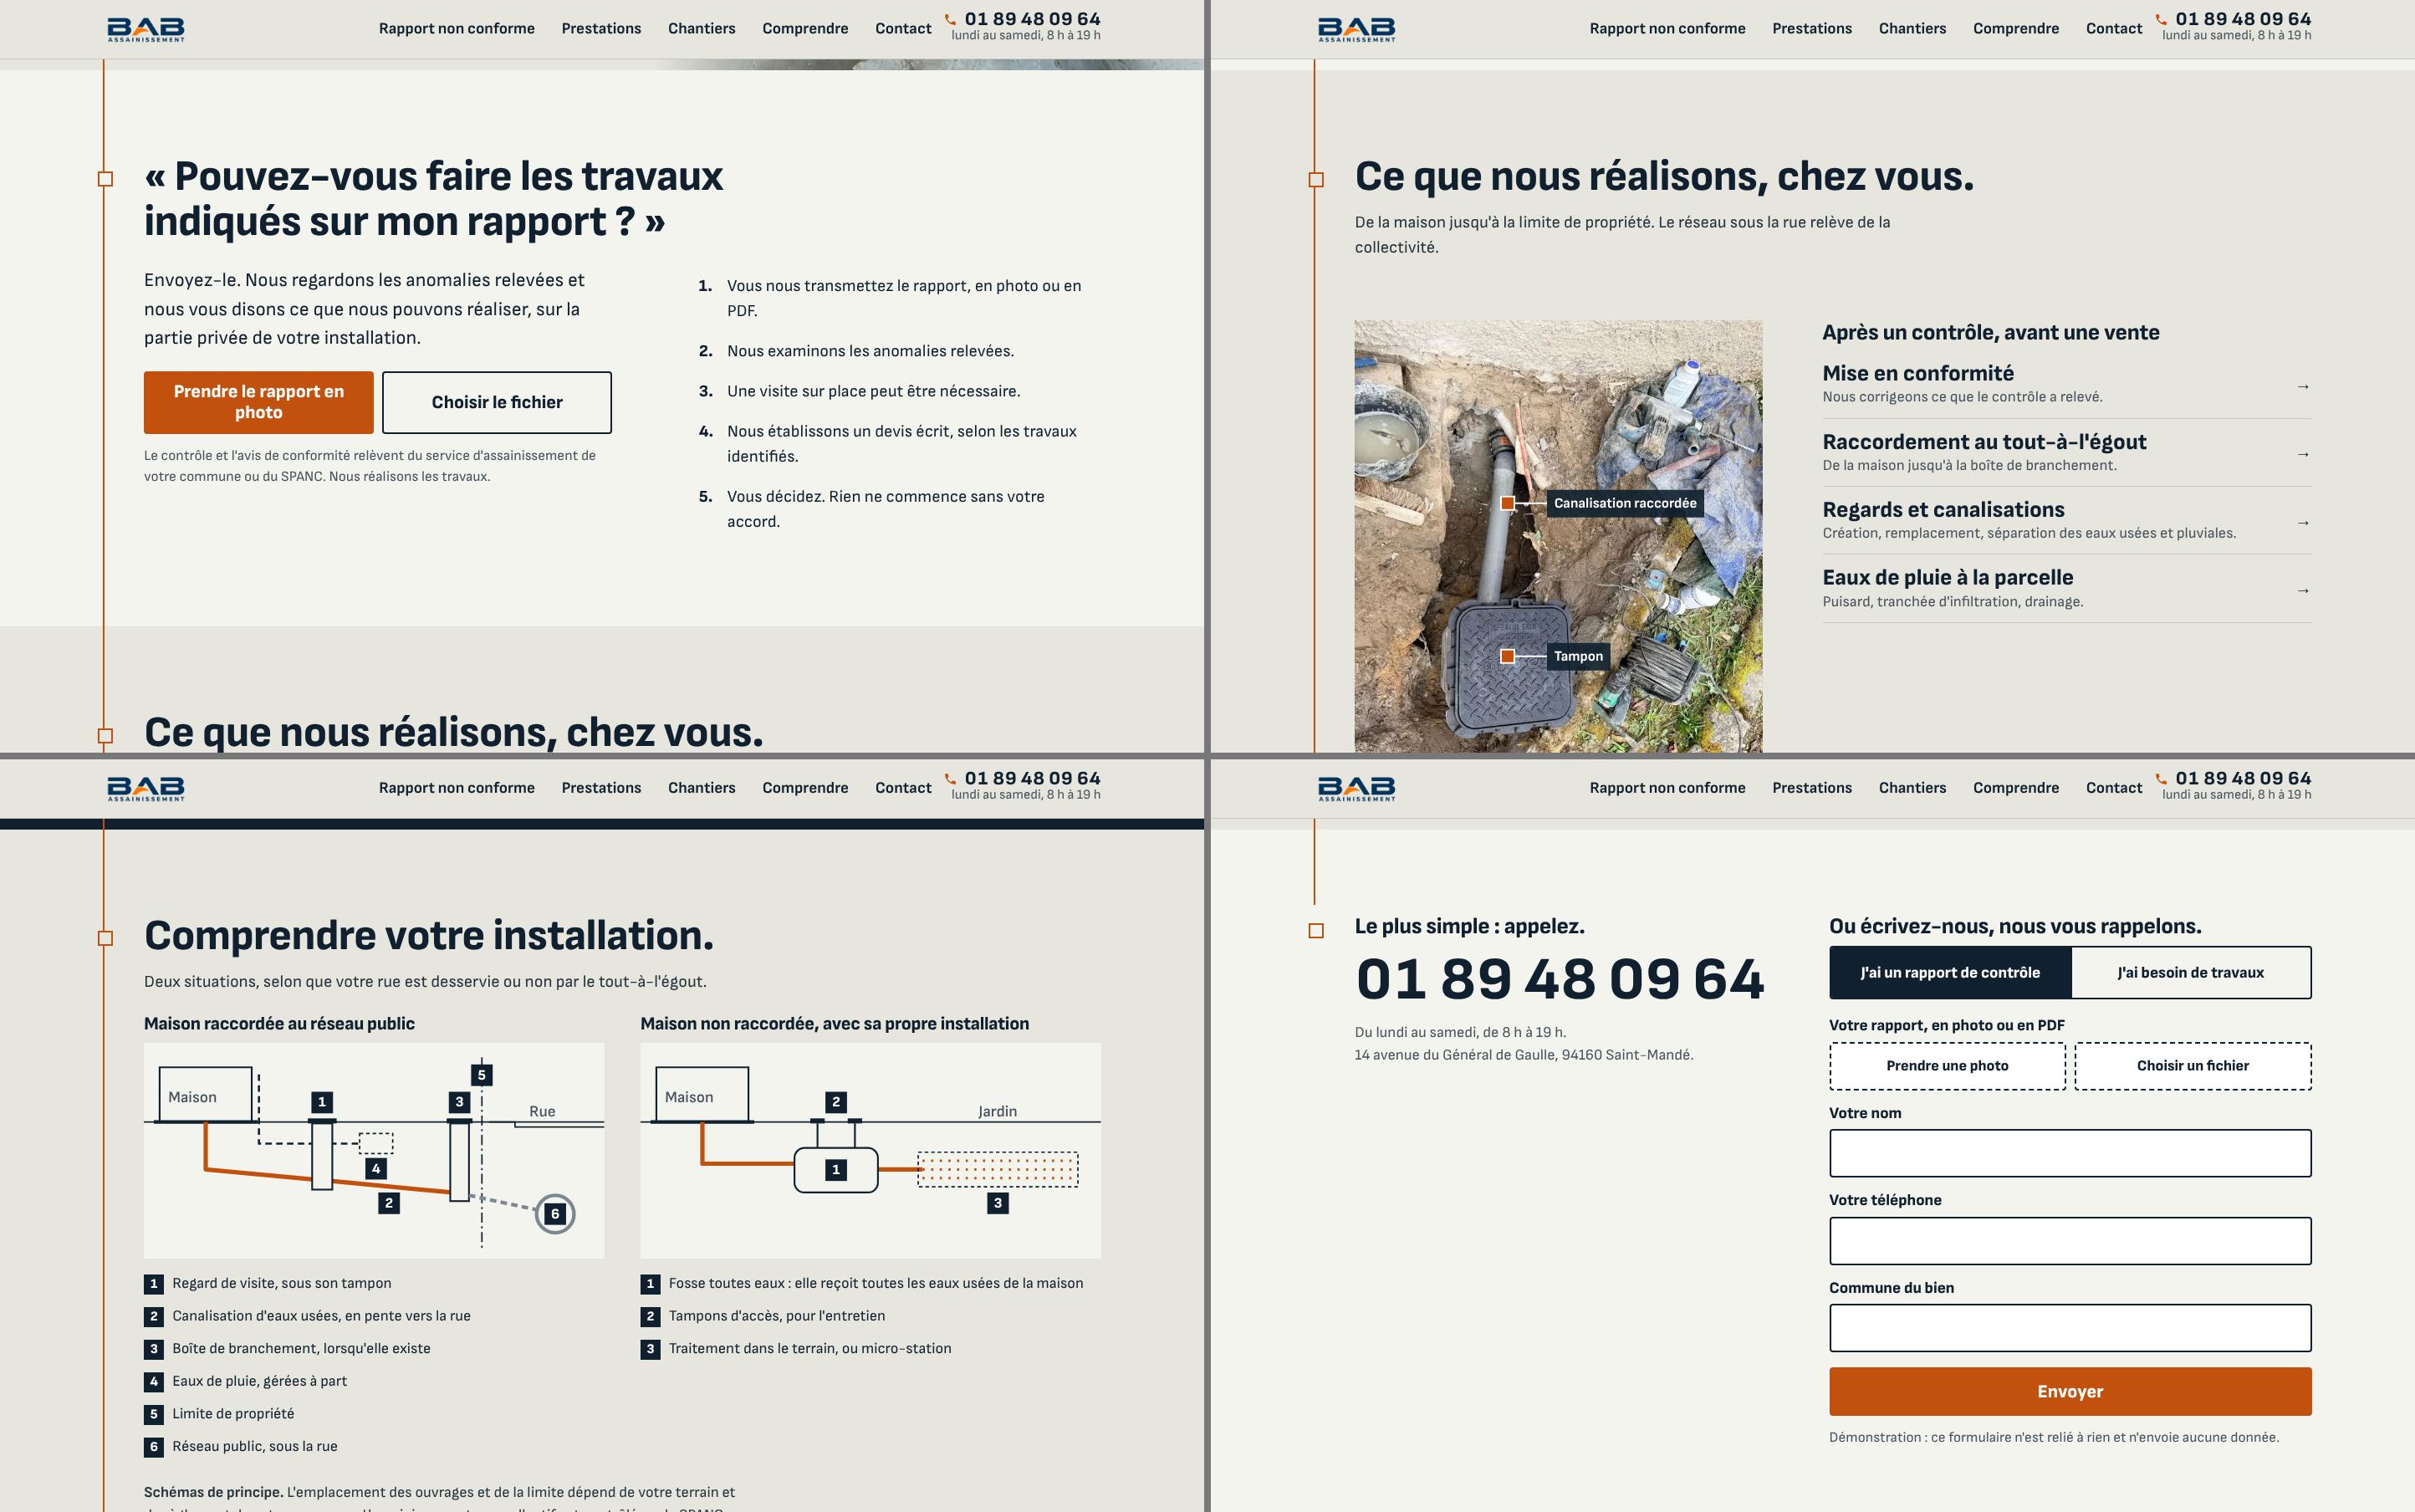 BAB
ASSAINISSEMENT
Rapport non conforme Prestations Chantiers Comprendre Contact
01 89 48 09 64
lundi au samedi, 8 h à 19 h
« Pouvez-vous faire les travaux
indiqués sur mon rapport ? »
Envoyez-le. Nous regardons les anomalies relevées et
nous vous disons ce que nous pouvons réaliser, sur la
partie privée de votre installation.
Prendre le rapport en
photo
Choisir le fichier
Le contrôle et l'avis de conformité relèvent du service d'assainissement de
votre commune ou du SPANC. Nous réalisons les travaux.
1. Vous nous transmettez le rapport, en photo ou en
PDF.
2. Nous examinons les anomalies relevées.
3. Une visite sur place peut être nécessaire.
4. Nous établissons un devis écrit, selon les travaux
identifiés.
5. Vous décidez. Rien ne commence sans votre
accord.
Ce que nous réalisons, chez vous.
BAB
ASSAINISSEMENT
Rapport non conforme Prestations Chantiers Comprendre Contact
01 89 48 09 64
lundi au samedi, 8 h à 19 h
Ce que nous réalisons, chez vous.
De la maison jusqu'à la limite de propriété. Le réseau sous la rue relève de la
collectivité.
Canalisation raccordée
Tampon
Après un contrôle, avant une vente
Mise en conformité
Nous corrigeons ce que le contrôle a relevé.
→
Raccordement au tout-à-l'égout
De la maison jusqu'à la boîte de branchement.
→
Regards et canalisations
Création, remplacement, séparation des eaux usées et pluviales.
→
Eaux de pluie à la parcelle
Puisard, tranchée d'infiltration, drainage.
→
BAB
ASSAINISSEMENT
Rapport non conforme Prestations Chantiers Comprendre Contact
01 89 48 09 64
lundi au samedi, 8 h à 19 h
Comprendre votre installation.
Deux situations, selon que votre rue est desservie ou non par le tout-à-l'égout.
Maison raccordée au réseau public
Maison
1
3
5
Rue
4
2
6
1 Regard de visite, sous son tampon
2 Canalisation d'eaux usées, en pente vers la rue
3 Boîte de branchement, lorsqu'elle existe
4 Eaux de pluie, gérées à part
5 Limite de propriété
6 Réseau public, sous la rue
Maison non raccordée, avec sa propre installation
Maison
2
Jardin
1
3
1 Fosse toutes eaux : elle reçoit toutes les eaux usées de la maison
2 Tampons d'accès, pour l'entretien
3 Traitement dans le terrain, ou micro-station
Schémas de principe. L'emplacement des ouvrages et de la limite dépend de votre terrain et
BAB
ASSAINISSEMENT
Rapport non conforme Prestations Chantiers Comprendre Contact
01 89 48 09 64
lundi au samedi, 8 h à 19 h
Le plus simple : appelez.
01 89 48 09 64
Du lundi au samedi, de 8 h à 19 h.
14 avenue du Général de Gaulle, 94160 Saint-Mandé.
Ou écrivez-nous, nous vous rappelons.
J'ai un rapport de contrôle
J'ai besoin de travaux
Votre rapport, en photo ou en PDF
Prendre une photo
Choisir un fichier
Votre nom
Votre téléphone
Commune du bien
Envoyer
Démonstration : ce formulaire n'est relié à rien et n'envoie aucune donnée.